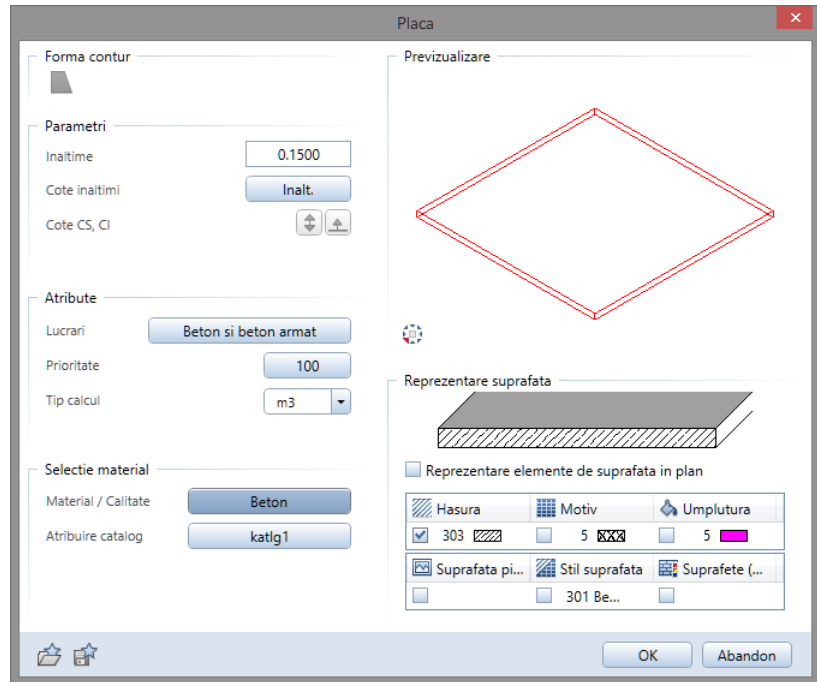 Placa
Forma contur
Parametri
Inaltime 0.1500
Cote inaltimi Inalt.
Cote CS, CI
Atribute
Lucrari Beton si beton armat
Prioritate 100
Tip calcul m3
Selectie material
Material / Calitate Beton
Atribuire catalog katlg1
Previzualizare
Reprezentare suprafata
Reprezentare elemente de suprafata in plan
Hasura Motiv Umplutura
303 5 5
Suprafata pi... Stil suprafata Suprafete (...
301 Be...
OK Abandon